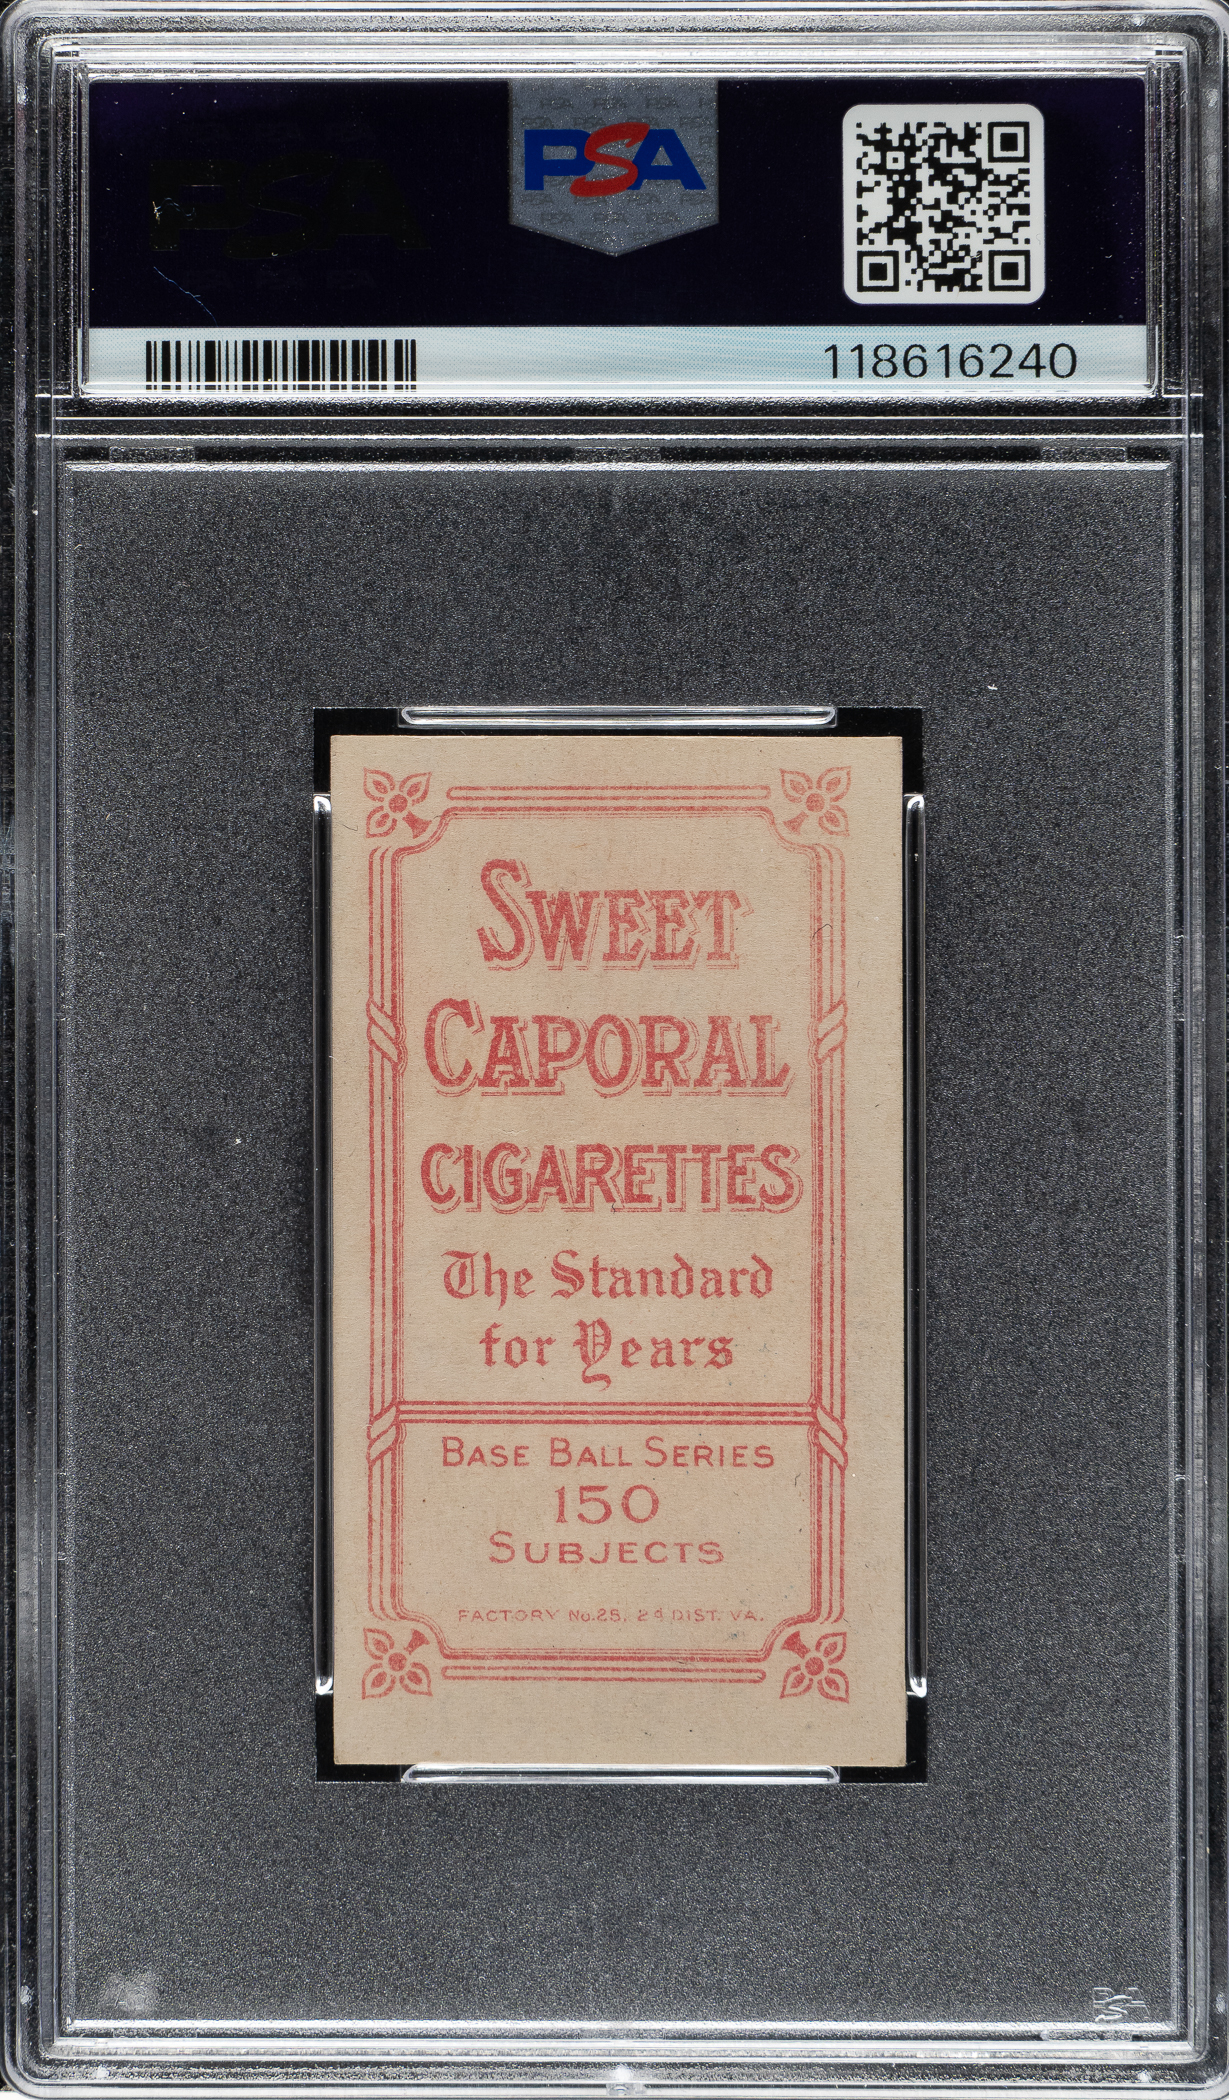 PSA
118616240
SWEET
CAPORAL
CIGARETTES
The Standard
for Years
BASE BALL SERIES
150
SUBJECTS
FACTORY No. 25, 2d DIST. VA.